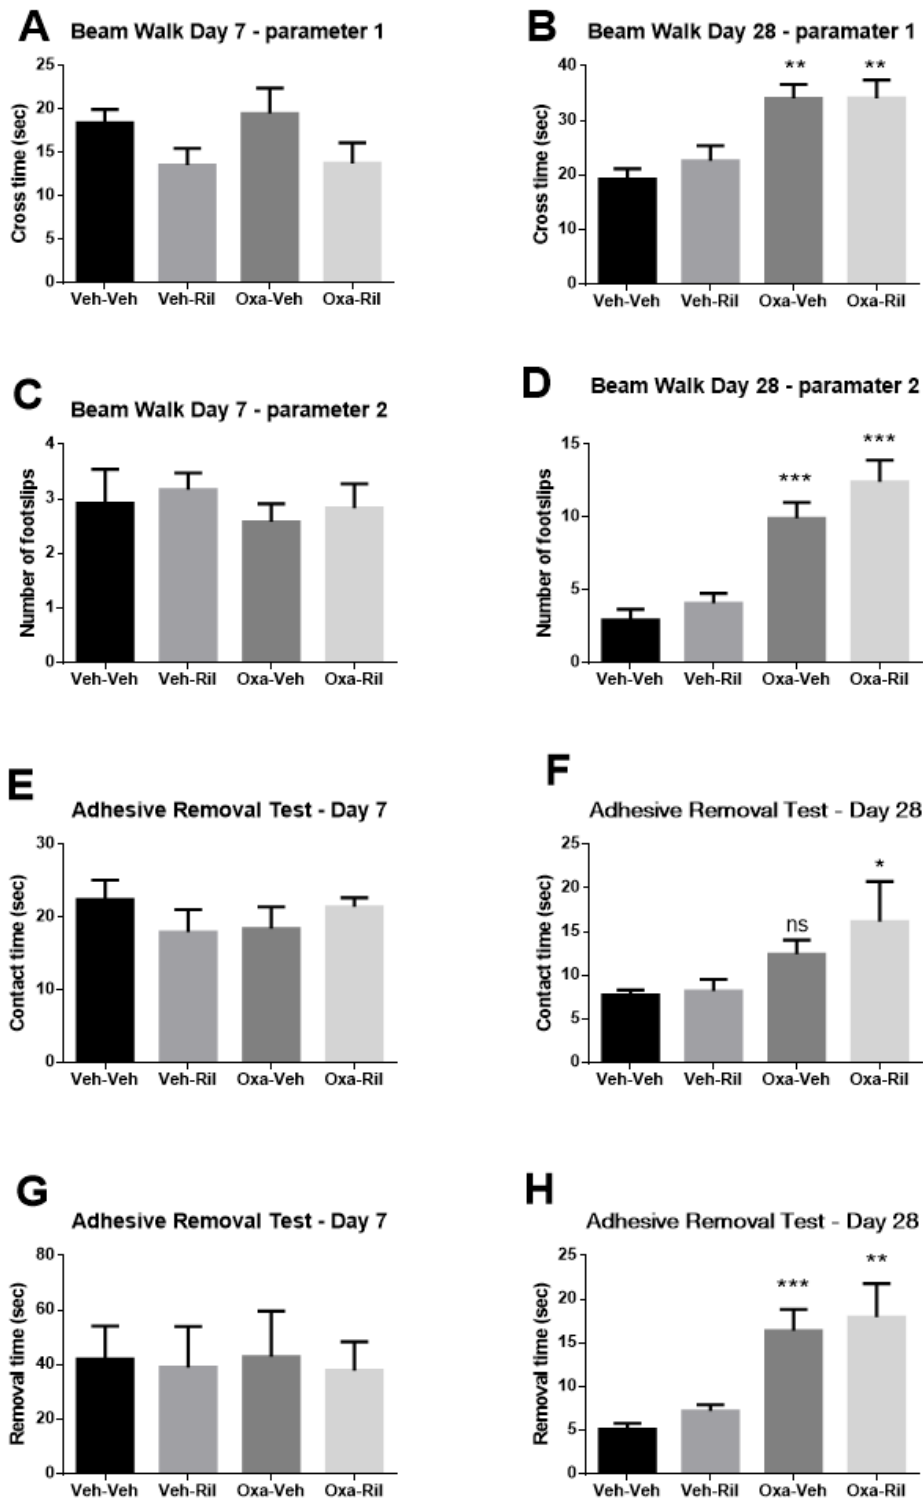 A
Beam Walk Day 7 - parameter 1
Cross time (sec)
25
20
15
10
5
0
Veh-Veh Veh-Ril Oxa-Veh Oxa-Ril
B
Beam Walk Day 28 - paramater 1
Cross time (sec)
40
30
20
10
0
** **
Veh-Veh Veh-Ril Oxa-Veh Oxa-Ril
C
Beam Walk Day 7 - parameter 2
Number of footslips
4
3
2
1
0
Veh-Veh Veh-Ril Oxa-Veh Oxa-Ril
D
Beam Walk Day 28 - paramater 2
Number of footslips
15
10
5
0
*** ***
Veh-Veh Veh-Ril Oxa-Veh Oxa-Ril
E
Adhesive Removal Test - Day 7
Contact time (sec)
30
20
10
0
Veh-Veh Veh-Ril Oxa-Veh Oxa-Ril
F
Adhesive Removal Test - Day 28
Contact time (sec)
25
20
15
10
5
0
ns *
Veh-Veh Veh-Ril Oxa-Veh Oxa-Ril
G
Adhesive Removal Test - Day 7
Removal time (sec)
80
60
40
20
0
Veh-Veh Veh-Ril Oxa-Veh Oxa-Ril
H
Adhesive Removal Test - Day 28
Removal time (sec)
25
20
15
10
5
0
*** **
Veh-Veh Veh-Ril Oxa-Veh Oxa-Ril